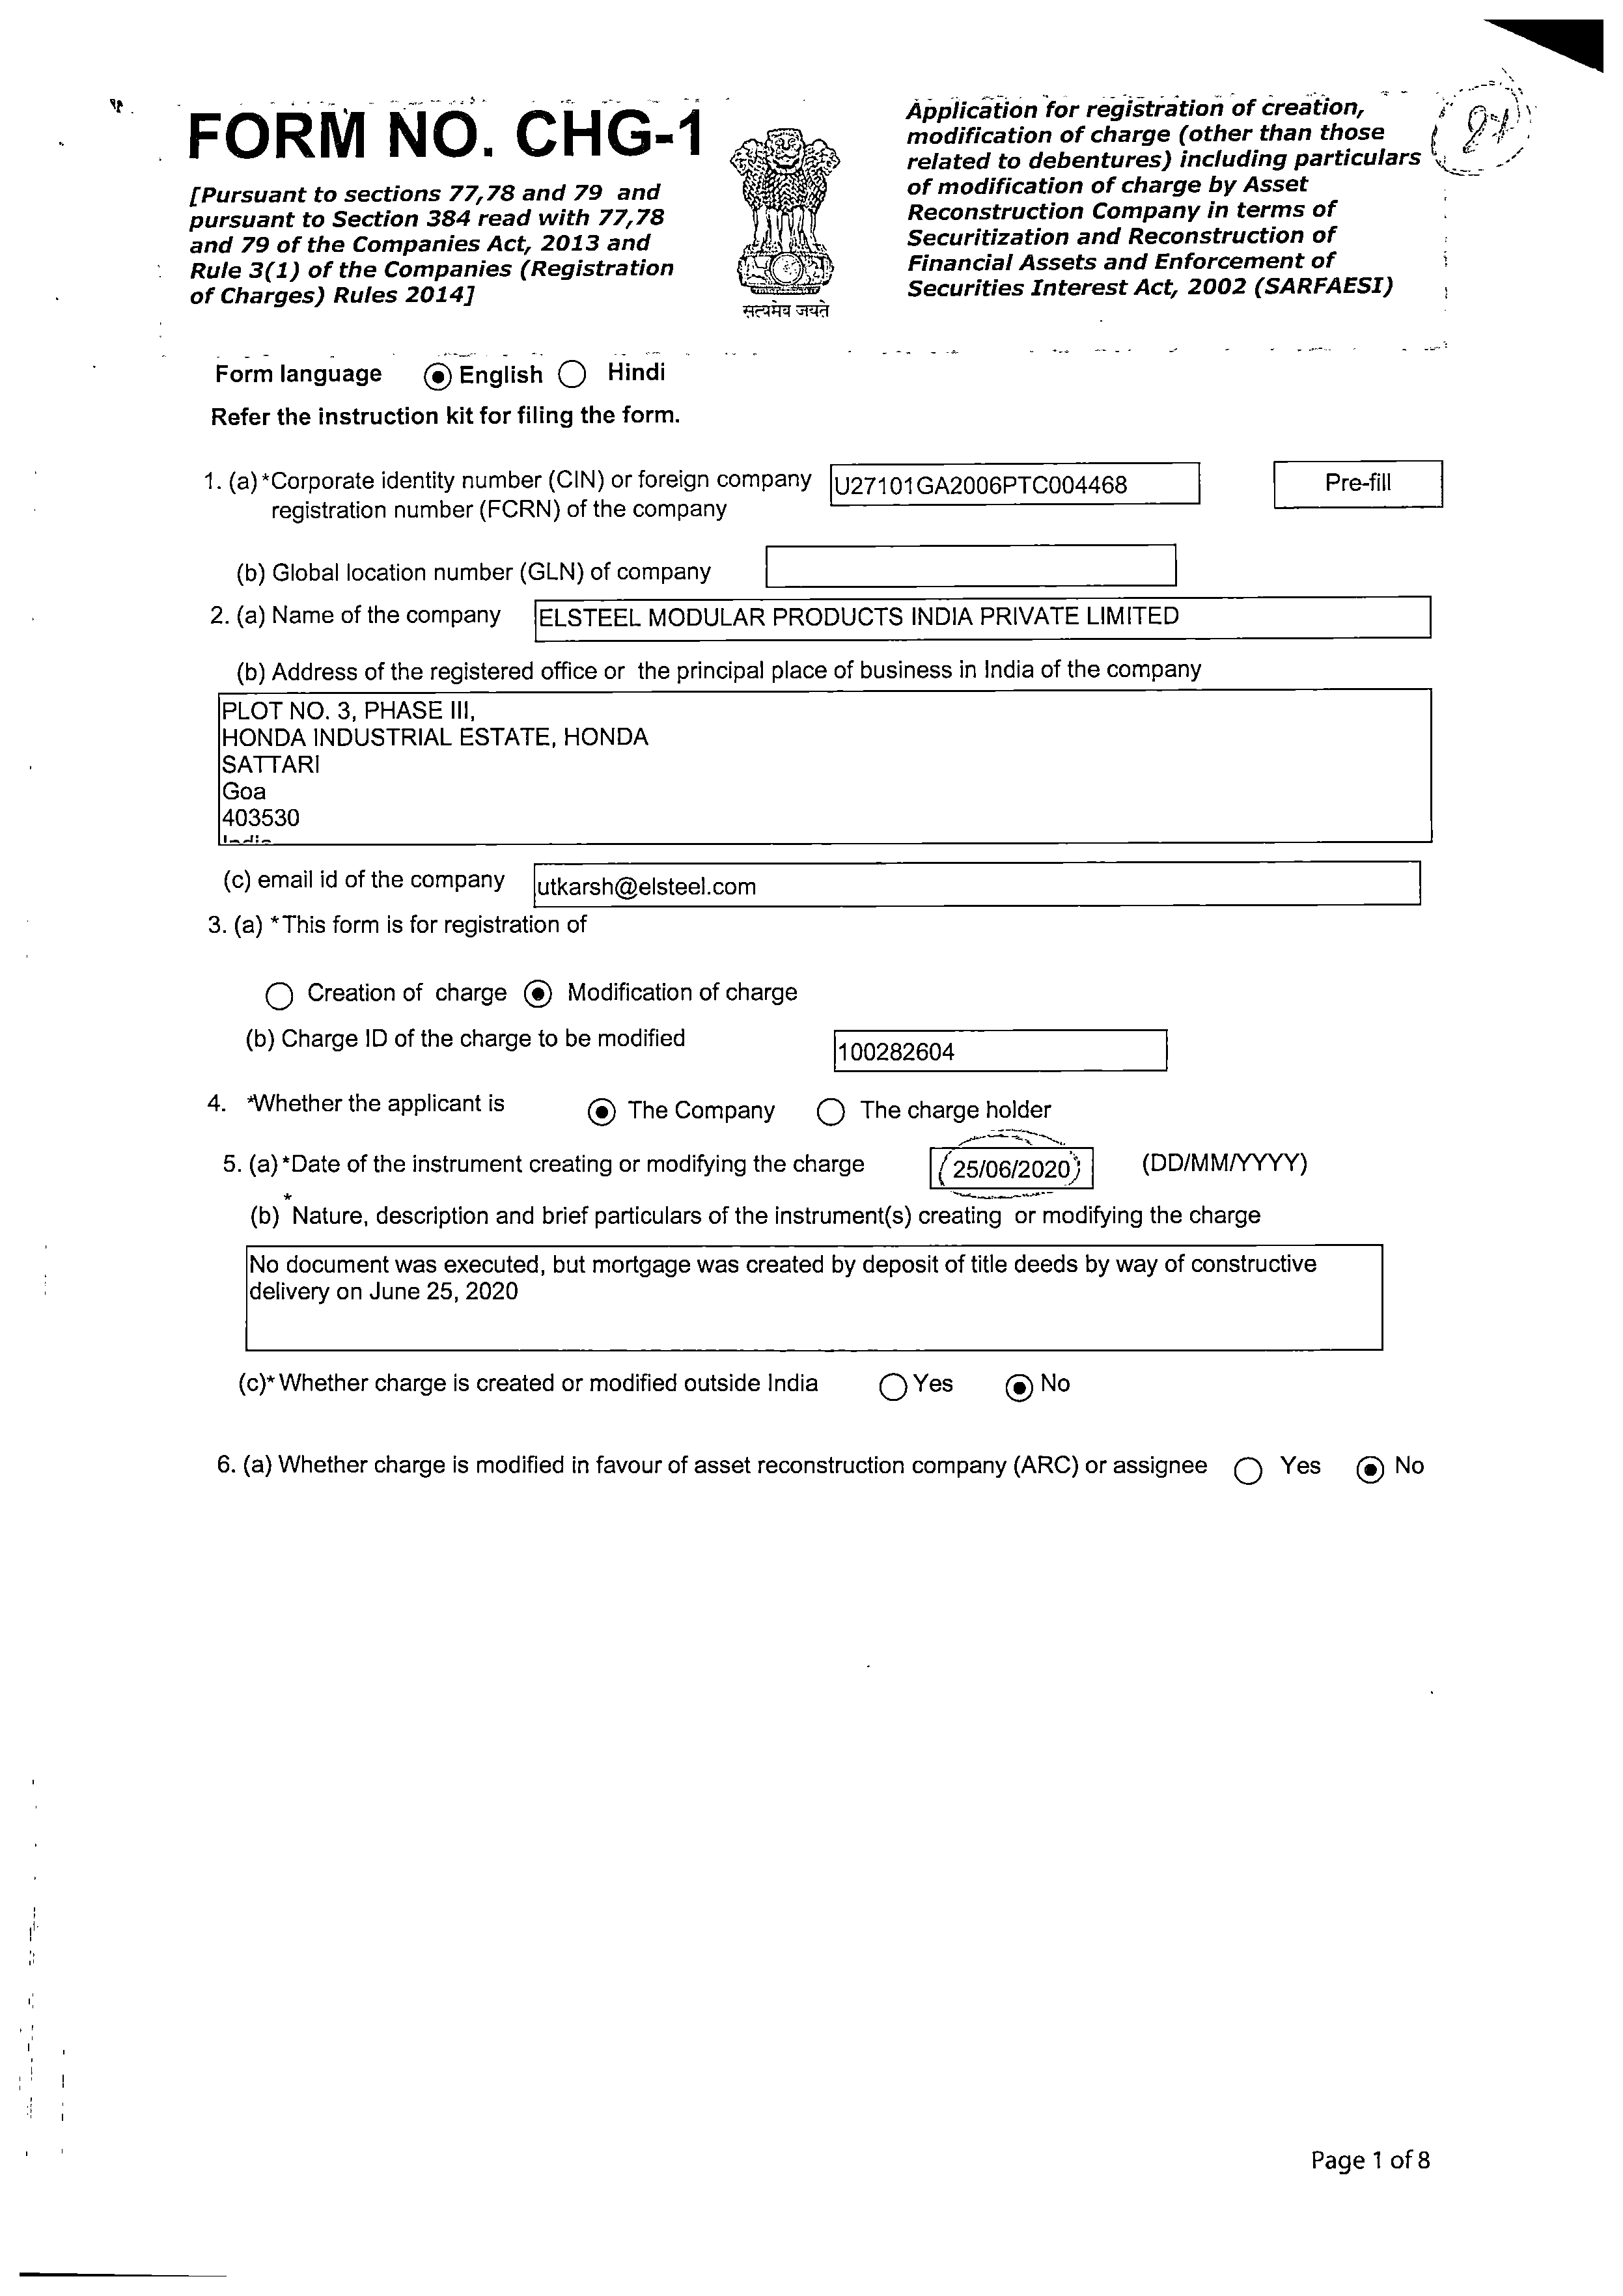 FORM NO. CHG-1
[Pursuant to sections 77,78 and 79 and
pursuant to Section 384 read with 77,78
and 79 of the Companies Act, 2013 and
Rule 3(1) of the Companies (Registration
of Charges) Rules 2014]
सत्यमेव जयते
Application for registration of creation,
modification of charge (other than those
related to debentures) including particulars
of modification of charge by Asset
Reconstruction Company in terms of
Securitization and Reconstruction of
Financial Assets and Enforcement of
Securities Interest Act, 2002 (SARFAESI)
Form language English Hindi
Refer the instruction kit for filing the form.
1. (a) *Corporate identity number (CIN) or foreign company U27101GA2006PTC004468 Pre-fill
registration number (FCRN) of the company
(b) Global location number (GLN) of company
2. (a) Name of the company ELSTEEL MODULAR PRODUCTS INDIA PRIVATE LIMITED
(b) Address of the registered office or the principal place of business in India of the company
PLOT NO. 3, PHASE III,
HONDA INDUSTRIAL ESTATE, HONDA
SATTARI
Goa
403530
(c) email id of the company utkarsh@elsteel.com
3. (a) *This form is for registration of
Creation of charge Modification of charge
(b) Charge ID of the charge to be modified 100282604
4. *Whether the applicant is The Company The charge holder
5. (a) *Date of the instrument creating or modifying the charge 25/06/2020 (DD/MM/YYYY)
(b) *Nature, description and brief particulars of the instrument(s) creating or modifying the charge
No document was executed, but mortgage was created by deposit of title deeds by way of constructive
delivery on June 25, 2020
(c)* Whether charge is created or modified outside India Yes No
6. (a) Whether charge is modified in favour of asset reconstruction company (ARC) or assignee Yes No
Page 1 of 8